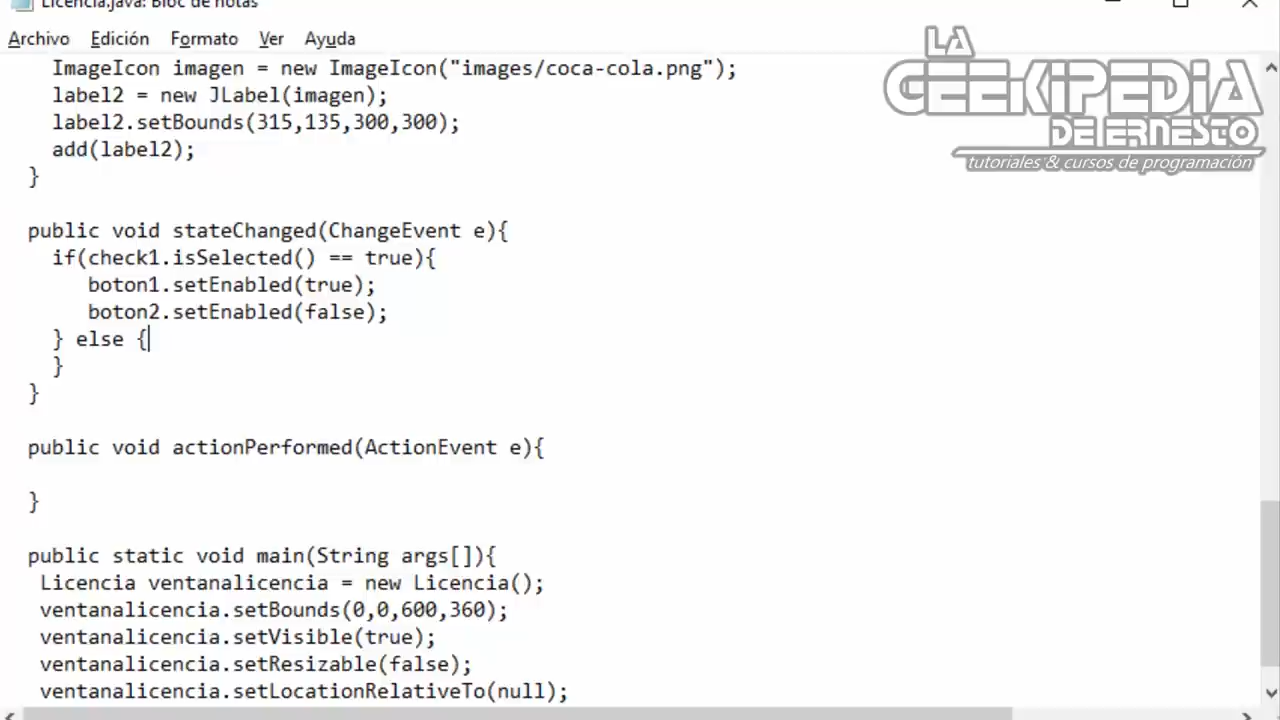 Licencia.java: Bloc de notas
Archivo Edición Formato Ver Ayuda
LA
GEEKIPEDIA
DE ERNESTO
tutoriales & cursos de programación
ImageIcon imagen = new ImageIcon("images/coca-cola.png");
label2 = new JLabel(imagen);
label2.setBounds(315,135,300,300);
add(label2);
}
public void stateChanged(ChangeEvent e){
if(check1.isSelected() == true){
boton1.setEnabled(true);
boton2.setEnabled(false);
} else {
}
}
public void actionPerformed(ActionEvent e){
}
public static void main(String args[]){
Licencia ventanalicencia = new Licencia();
ventanalicencia.setBounds(0,0,600,360);
ventanalicencia.setVisible(true);
ventanalicencia.setResizable(false);
ventanalicencia.setLocationRelativeTo(null);